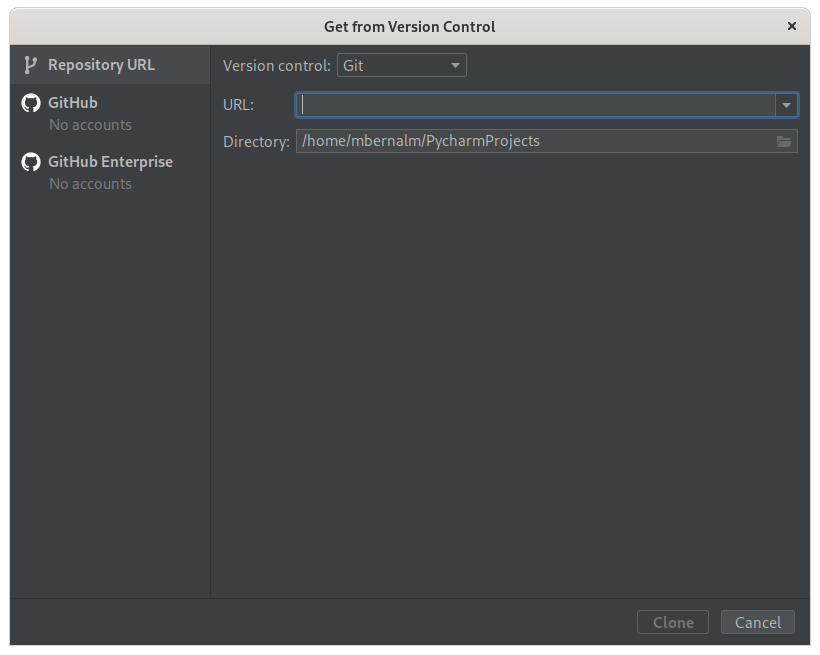 Get from Version Control
Repository URL
GitHub
No accounts
GitHub Enterprise
No accounts
Version control: Git
URL:
Directory: /home/mbernalm/PycharmProjects
Clone Cancel